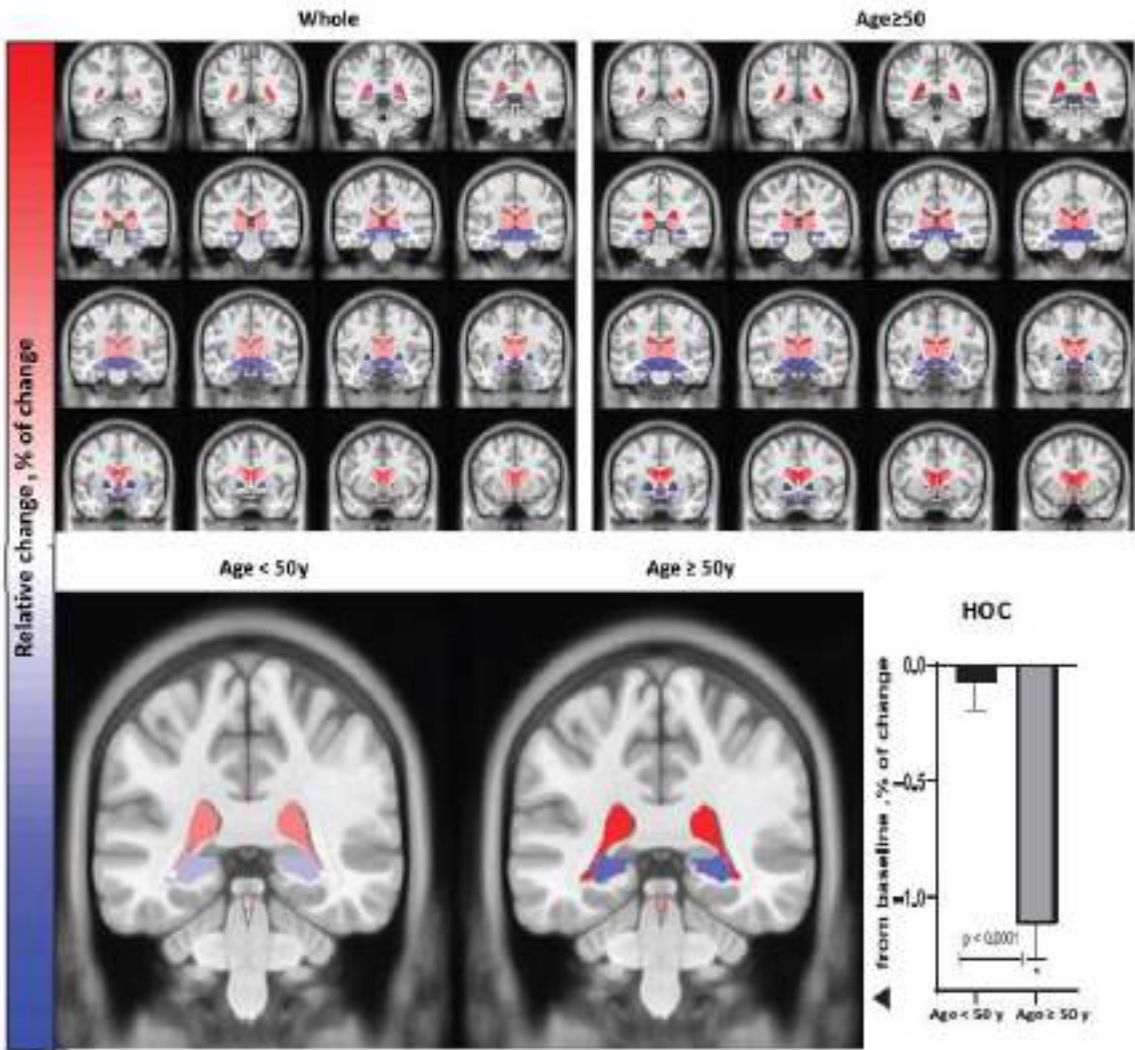 Whole
Age≥50
Relative change, % of change
Age < 50y
Age ≥ 50y
HOC
▲ from baseline, % of change
0.0
-0.5
-1.0
p < 0.0001
*
Age < 50 y
Age ≥ 50 y